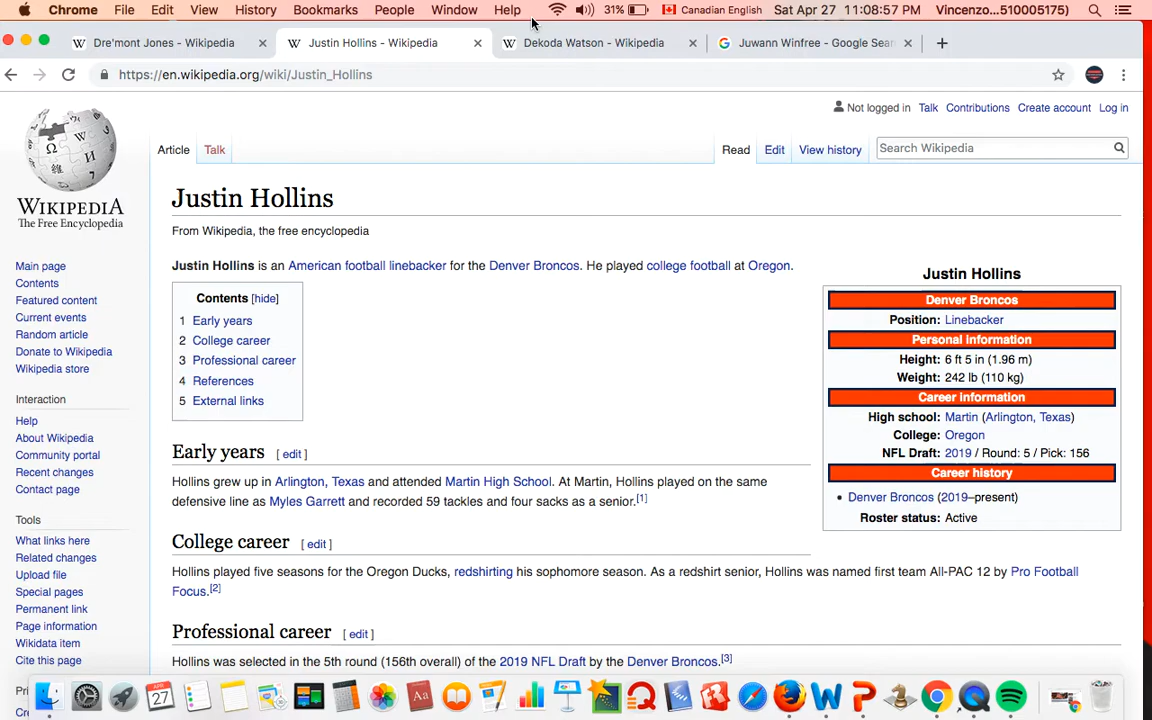 Chrome File Edit View History Bookmarks People Window Help 31% Canadian English Sat Apr 27 11:08:57 PM Vincenzo...510005175)
Dre'mont Jones - Wikipedia Justin Hollins - Wikipedia Dekoda Watson - Wikipedia Juwann Winfree - Google Sear
https://en.wikipedia.org/wiki/Justin_Hollins
Not logged in Talk Contributions Create account Log in
Article Talk Read Edit View history Search Wikipedia
WIKIPEDIA
The Free Encyclopedia
Main page
Contents
Featured content
Current events
Random article
Donate to Wikipedia
Wikipedia store
Interaction
Help
About Wikipedia
Community portal
Recent changes
Contact page
Tools
What links here
Related changes
Upload file
Special pages
Permanent link
Page information
Wikidata item
Cite this page
Justin Hollins
From Wikipedia, the free encyclopedia
Justin Hollins is an American football linebacker for the Denver Broncos. He played college football at Oregon.
Contents [hide]
1 Early years
2 College career
3 Professional career
4 References
5 External links
Early years [ edit ]
Hollins grew up in Arlington, Texas and attended Martin High School. At Martin, Hollins played on the same
defensive line as Myles Garrett and recorded 59 tackles and four sacks as a senior.[1]
College career [ edit ]
Hollins played five seasons for the Oregon Ducks, redshirting his sophomore season. As a redshirt senior, Hollins was named first team All-PAC 12 by Pro Football
Focus.[2]
Professional career [ edit ]
Hollins was selected in the 5th round (156th overall) of the 2019 NFL Draft by the Denver Broncos.[3]
Justin Hollins
Denver Broncos
Position: Linebacker
Personal information
Height: 6 ft 5 in (1.96 m)
Weight: 242 lb (110 kg)
Career information
High school: Martin (Arlington, Texas)
College: Oregon
NFL Draft: 2019 / Round: 5 / Pick: 156
Career history
• Denver Broncos (2019–present)
Roster status: Active
APR
27
Aa